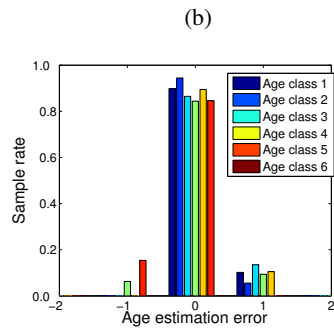 (b)
1.0
0.8
0.6
0.4
0.2
0.0
Sample rate
Age class 1
Age class 2
Age class 3
Age class 4
Age class 5
Age class 6
−2 −1 0 1 2
Age estimation error